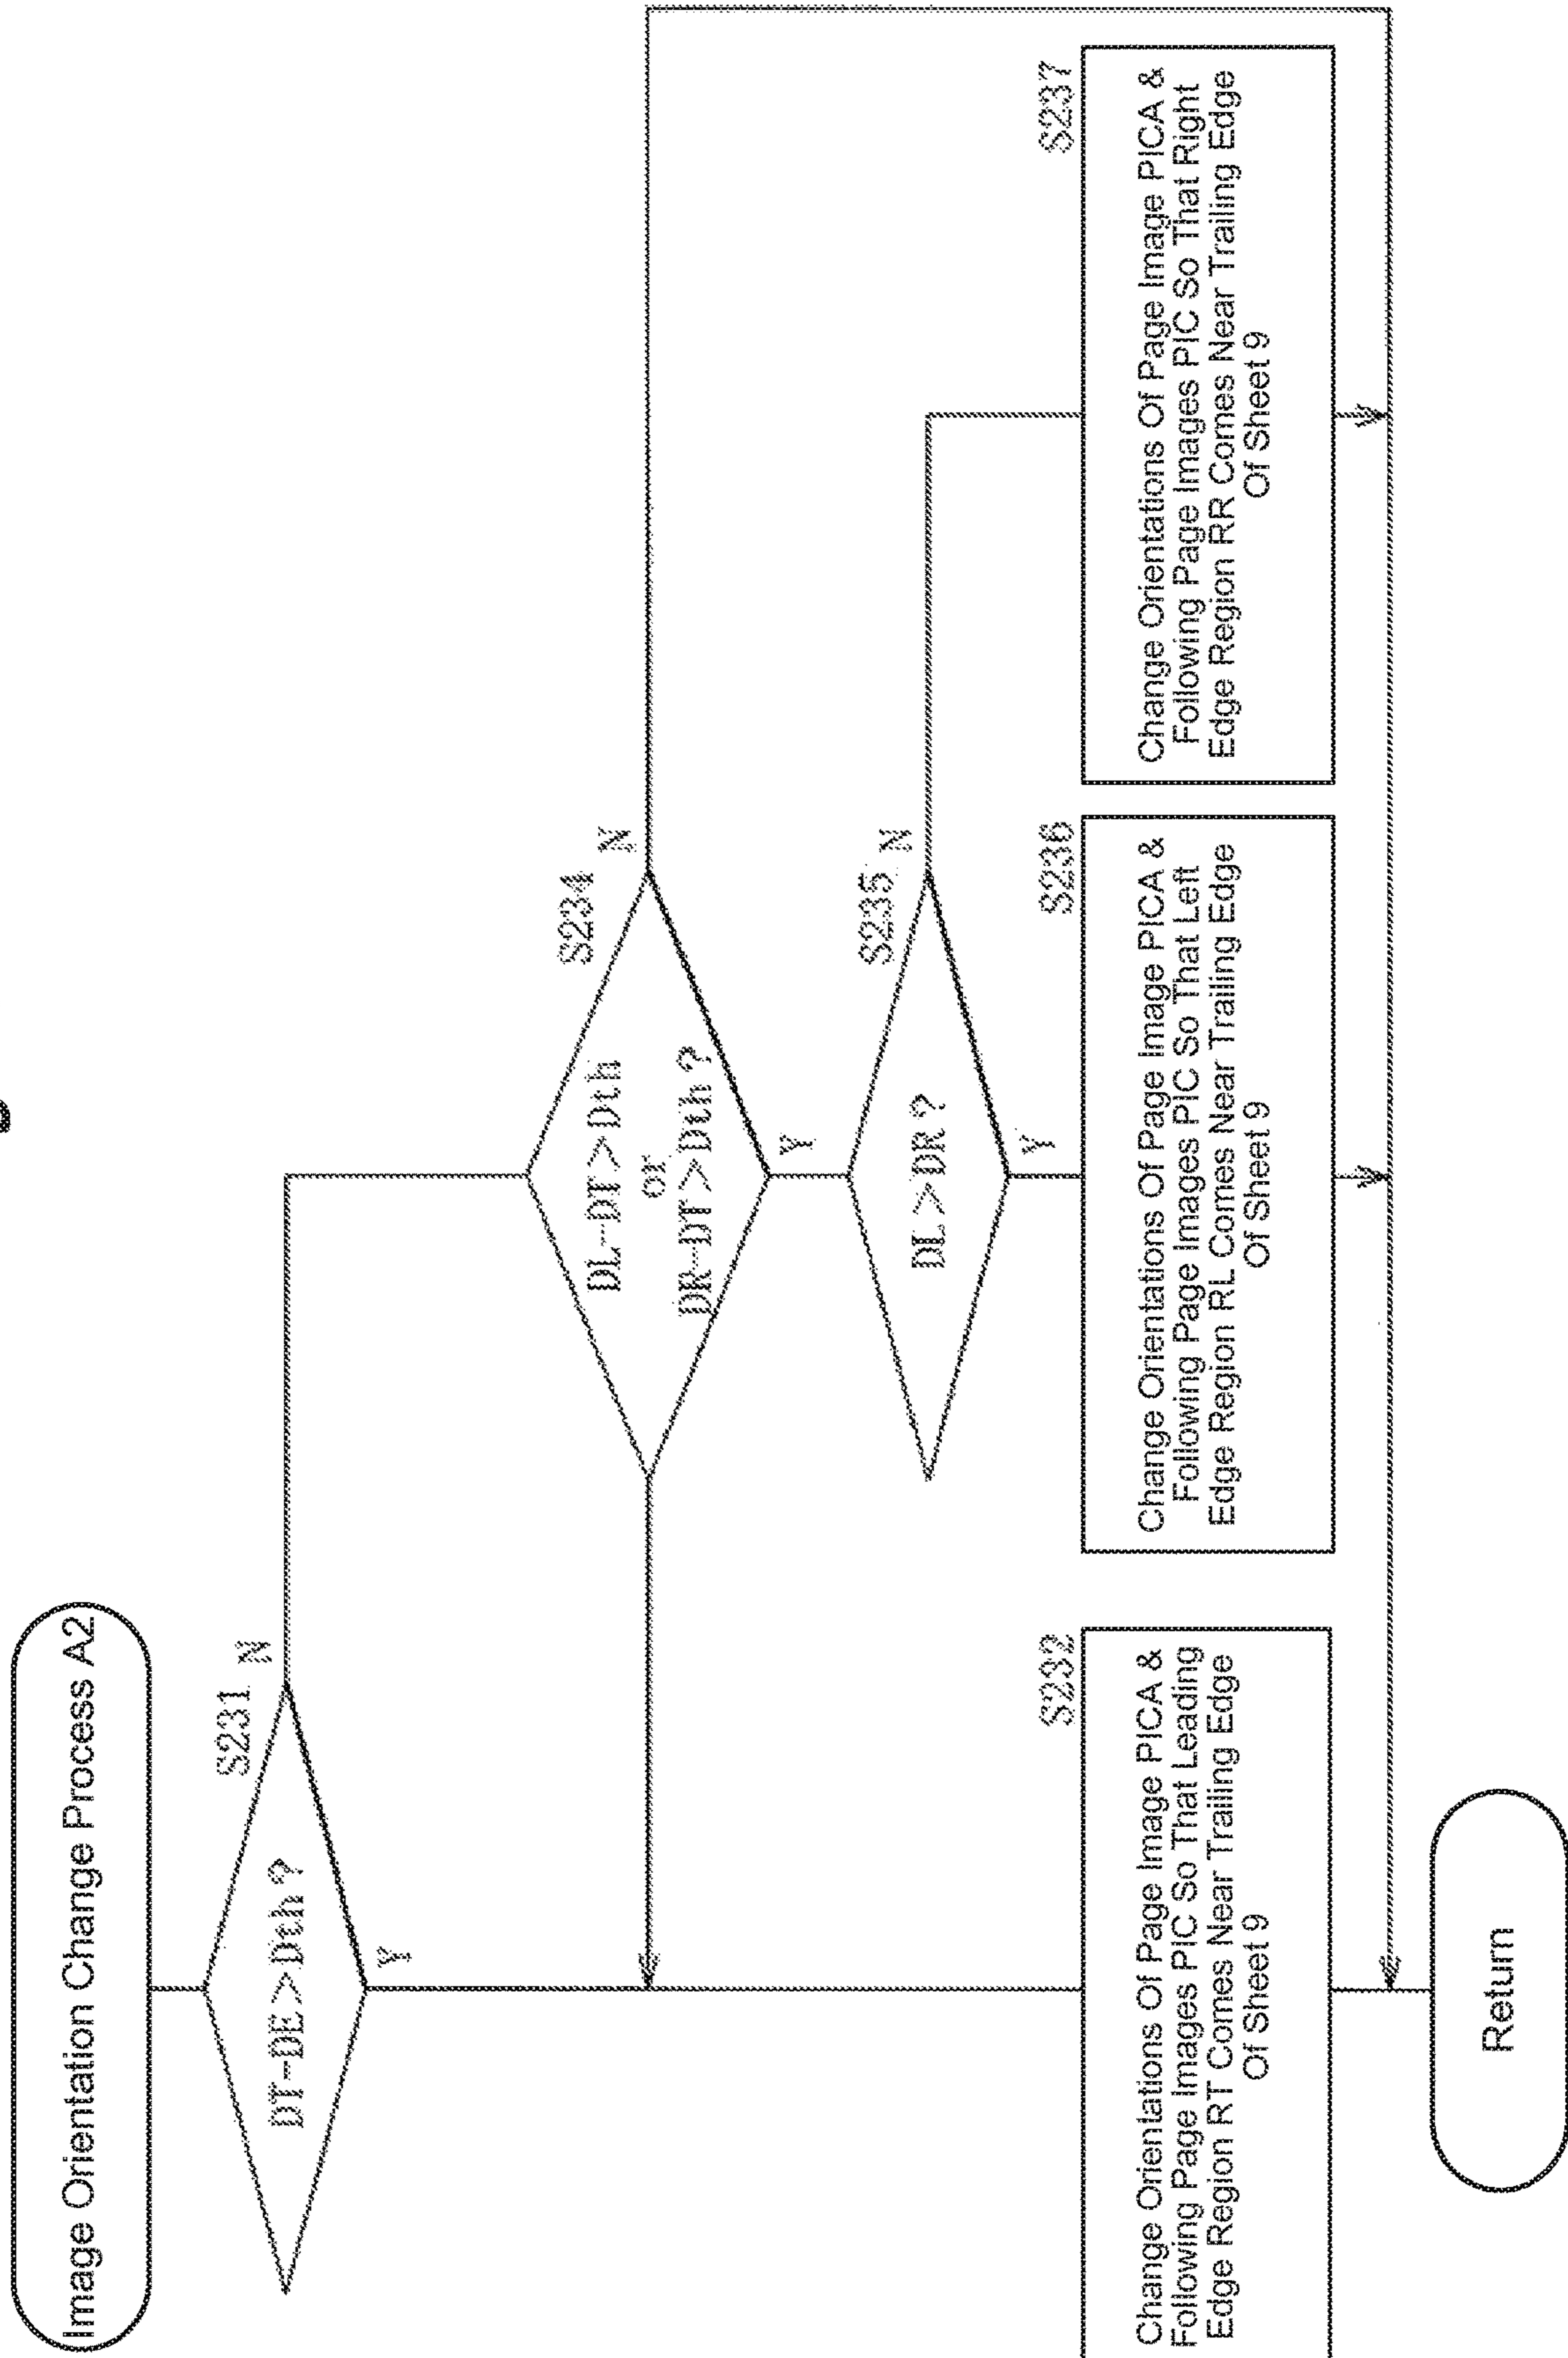 Image Orientation Change Process A2
S231
DT-DE>Dth?
N
Y
S234
DL-DT>Dth
or
DR-DT>Dth?
N
Y
S235
DL>DR?
N
Y
S232
Change Orientations Of Page Image PICA &
Following Page Images PIC So That Leading
Edge Region RT Comes Near Trailing Edge
Of Sheet 9
S236
Change Orientations Of Page Image PICA &
Following Page Images PIC So That Left
Edge Region RL Comes Near Trailing Edge
Of Sheet 9
S237
Change Orientations Of Page Image PICA &
Following Page Images PIC So That Right
Edge Region RR Comes Near Trailing Edge
Of Sheet 9
Return